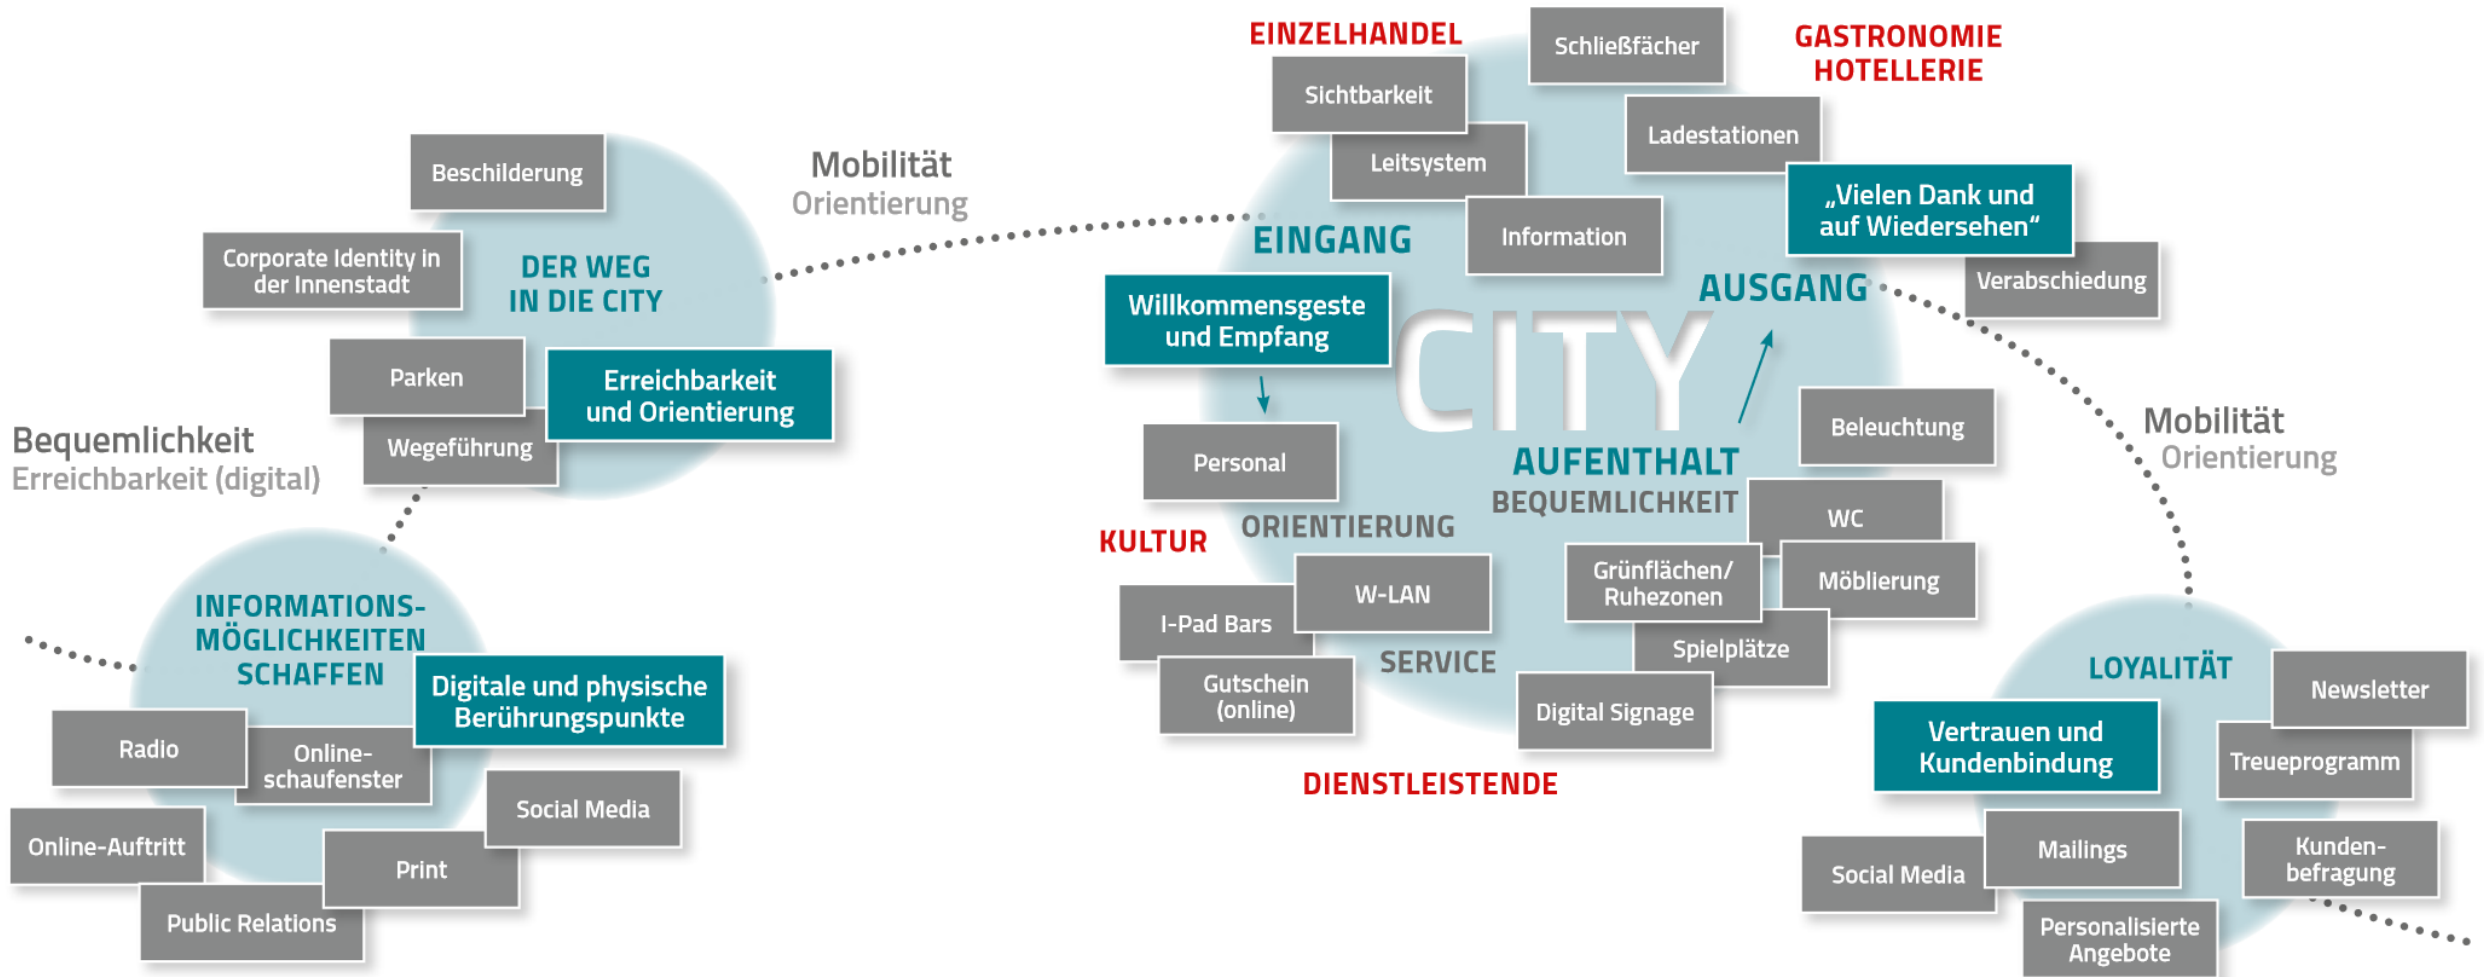 Bequemlichkeit
Erreichbarkeit (digital)
INFORMATIONS-
MÖGLICHKEITEN
SCHAFFEN
Digitale und physische
Berührungspunkte
Radio
Online-
schaufenster
Social Media
Online-Auftritt
Print
Public Relations
Beschilderung
Corporate Identity in
der Innenstadt
DER WEG
IN DIE CITY
Parken
Erreichbarkeit
und Orientierung
Wegeführung
Mobilität
Orientierung
EINZELHANDEL
Sichtbarkeit
Leitsystem
Information
EINGANG
Willkommensgeste
und Empfang
Personal
CITY
Schließfächer
GASTRONOMIE
HOTELLERIE
Ladestationen
„Vielen Dank und
auf Wiedersehen“
Verabschiedung
AUSGANG
AUFENTHALT
BEQUEMLICHKEIT
Beleuchtung
WC
Grünflächen/
Ruhezonen
Möblierung
Spielplätze
Digital Signage
ORIENTIERUNG
KULTUR
W-LAN
I-Pad Bars
Gutschein
(online)
SERVICE
DIENSTLEISTENDE
Mobilität
Orientierung
LOYALITÄT
Newsletter
Vertrauen und
Kundenbindung
Treueprogramm
Mailings
Social Media
Kunden-
befragung
Personalisierte
Angebote